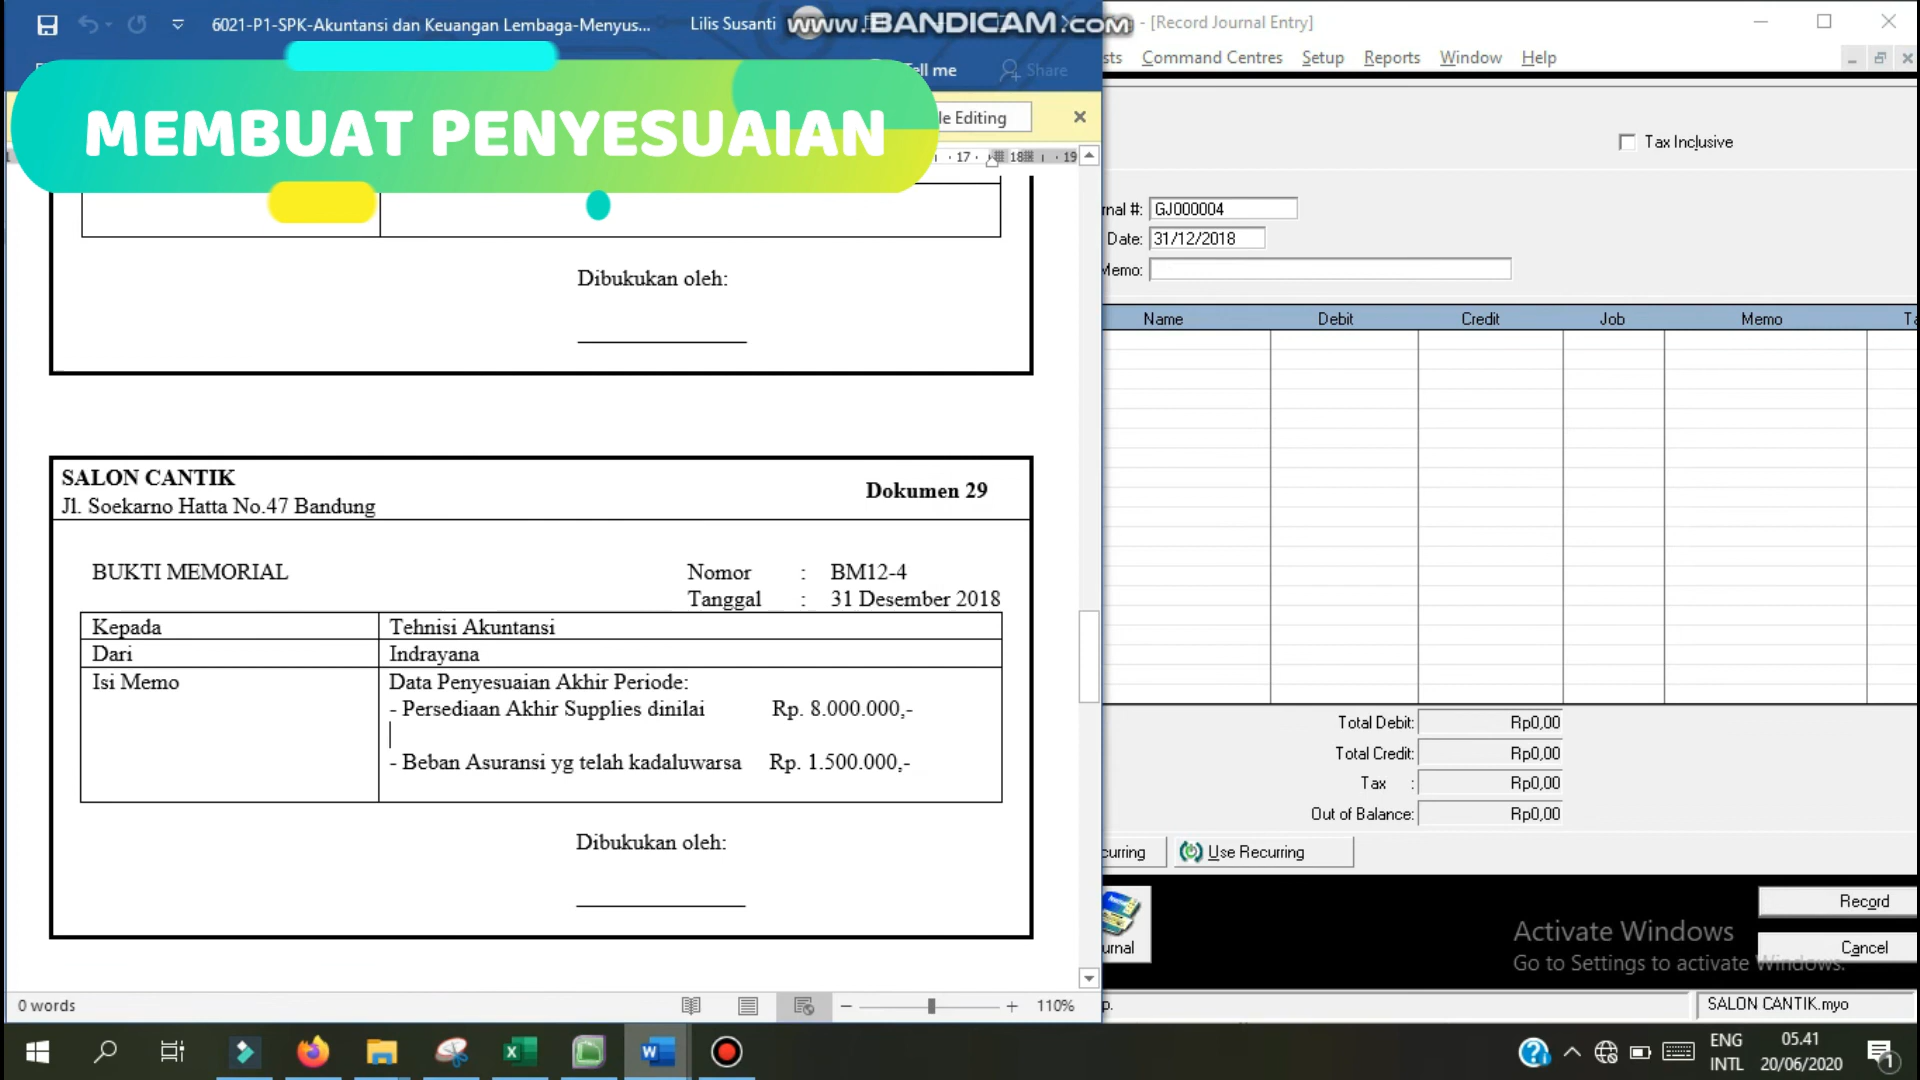 6021-P1-SPK-Akuntansi dan Keuangan Lembaga-Menyus...
Lilis Susanti
www.BANDICAM.com
- [Record Journal Entry]
Command Centres
Setup
Reports
Window
Help
Tell me
Share
Editing
MEMBUAT PENYESUAIAN
17
18
19
Tax Inclusive
GJ000004
Date: 31/12/2018
Memo:
Name
Debit
Credit
Job
Memo
Dibukukan oleh:
SALON CANTIK
Jl. Soekarno Hatta No.47 Bandung
Dokumen 29
BUKTI MEMORIAL
Nomor : BM12-4
Tanggal : 31 Desember 2018
Kepada Tehnisi Akuntansi
Dari Indrayana
Isi Memo Data Penyesuaian Akhir Periode:
- Persediaan Akhir Supplies dinilai Rp. 8.000.000,-
- Beban Asuransi yg telah kadaluwarsa Rp. 1.500.000,-
Dibukukan oleh:
Total Debit: Rp0,00
Total Credit: Rp0,00
Tax : Rp0,00
Out of Balance: Rp0,00
Use Recurring
Record
Cancel
Activate Windows
Go to Settings to activate Windows.
0 words
110%
SALON CANTIK.myo
ENG
INTL
05.41
20/06/2020
1